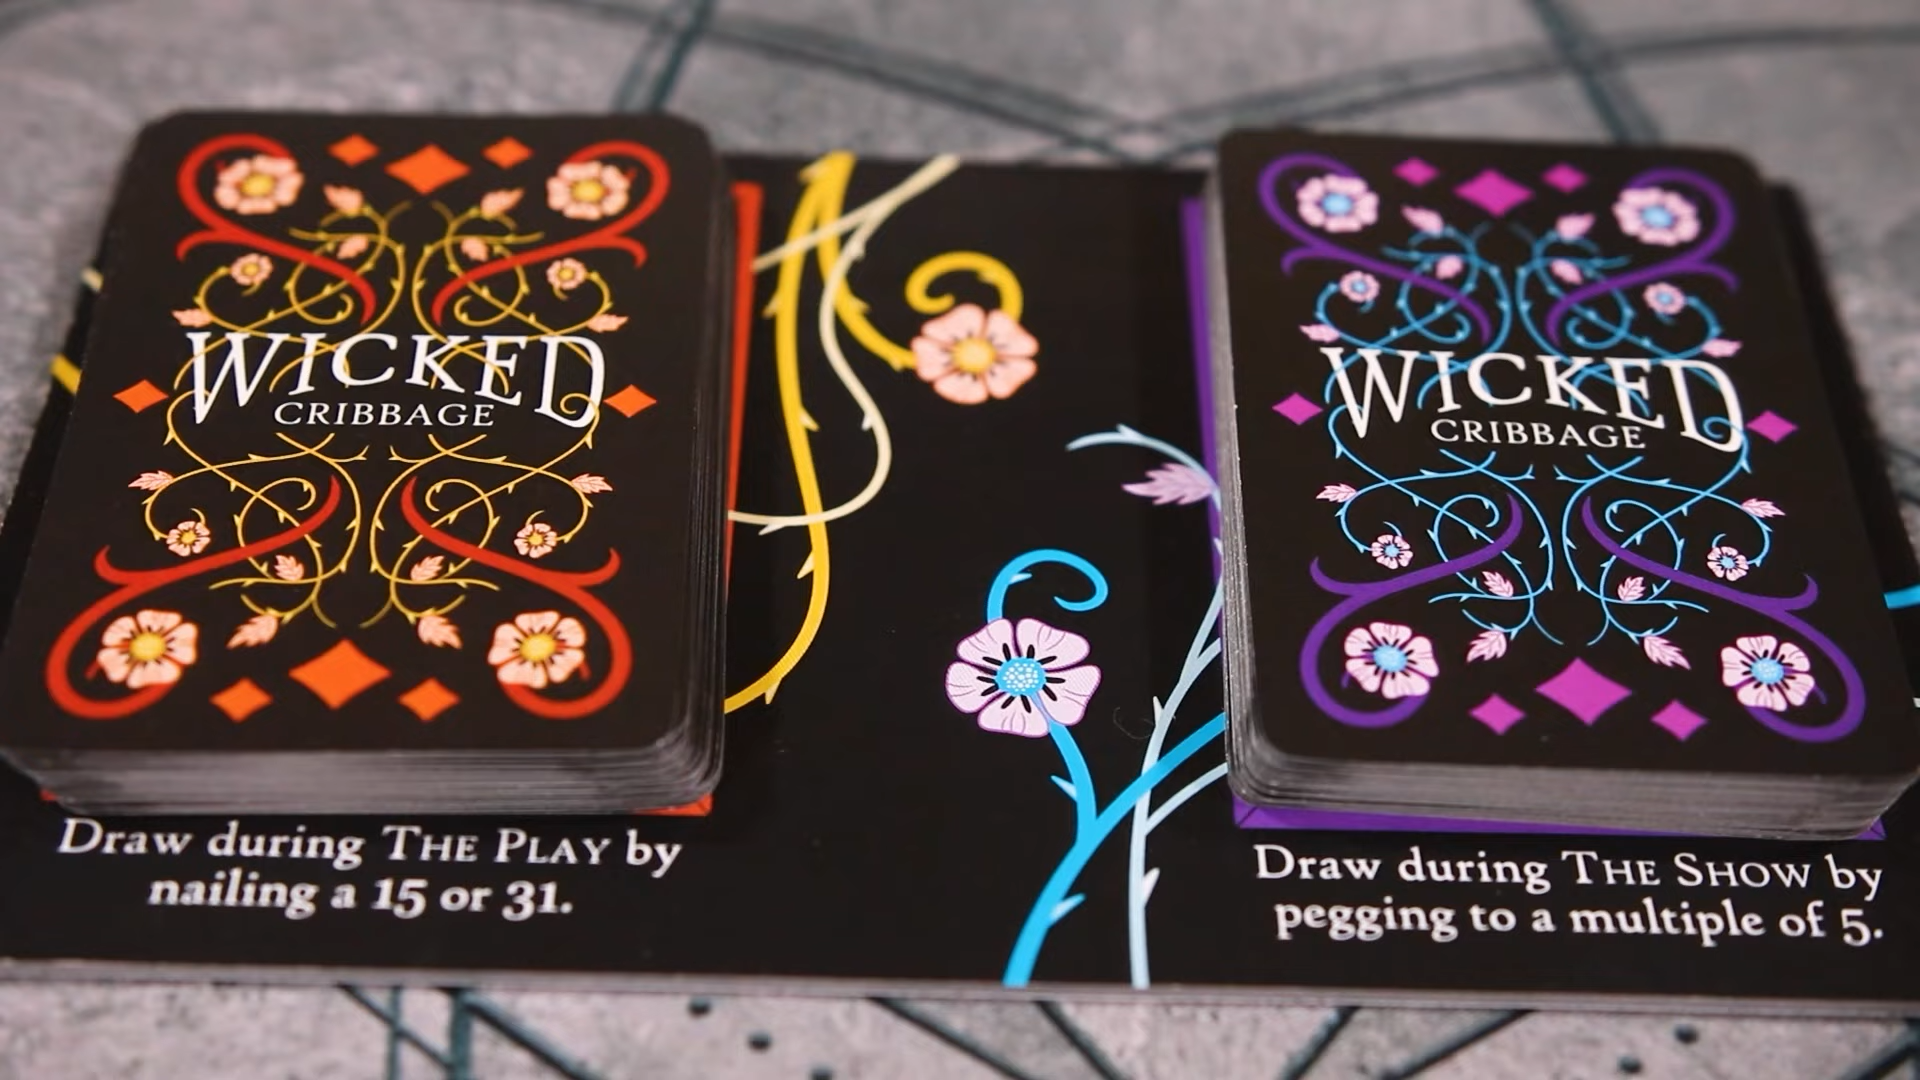 WICKED
CRIBBAGE
WICKED
CRIBBAGE
Draw during THE PLAY by
nailing a 15 or 31.
Draw during THE SHOW by
pegging to a multiple of 5.